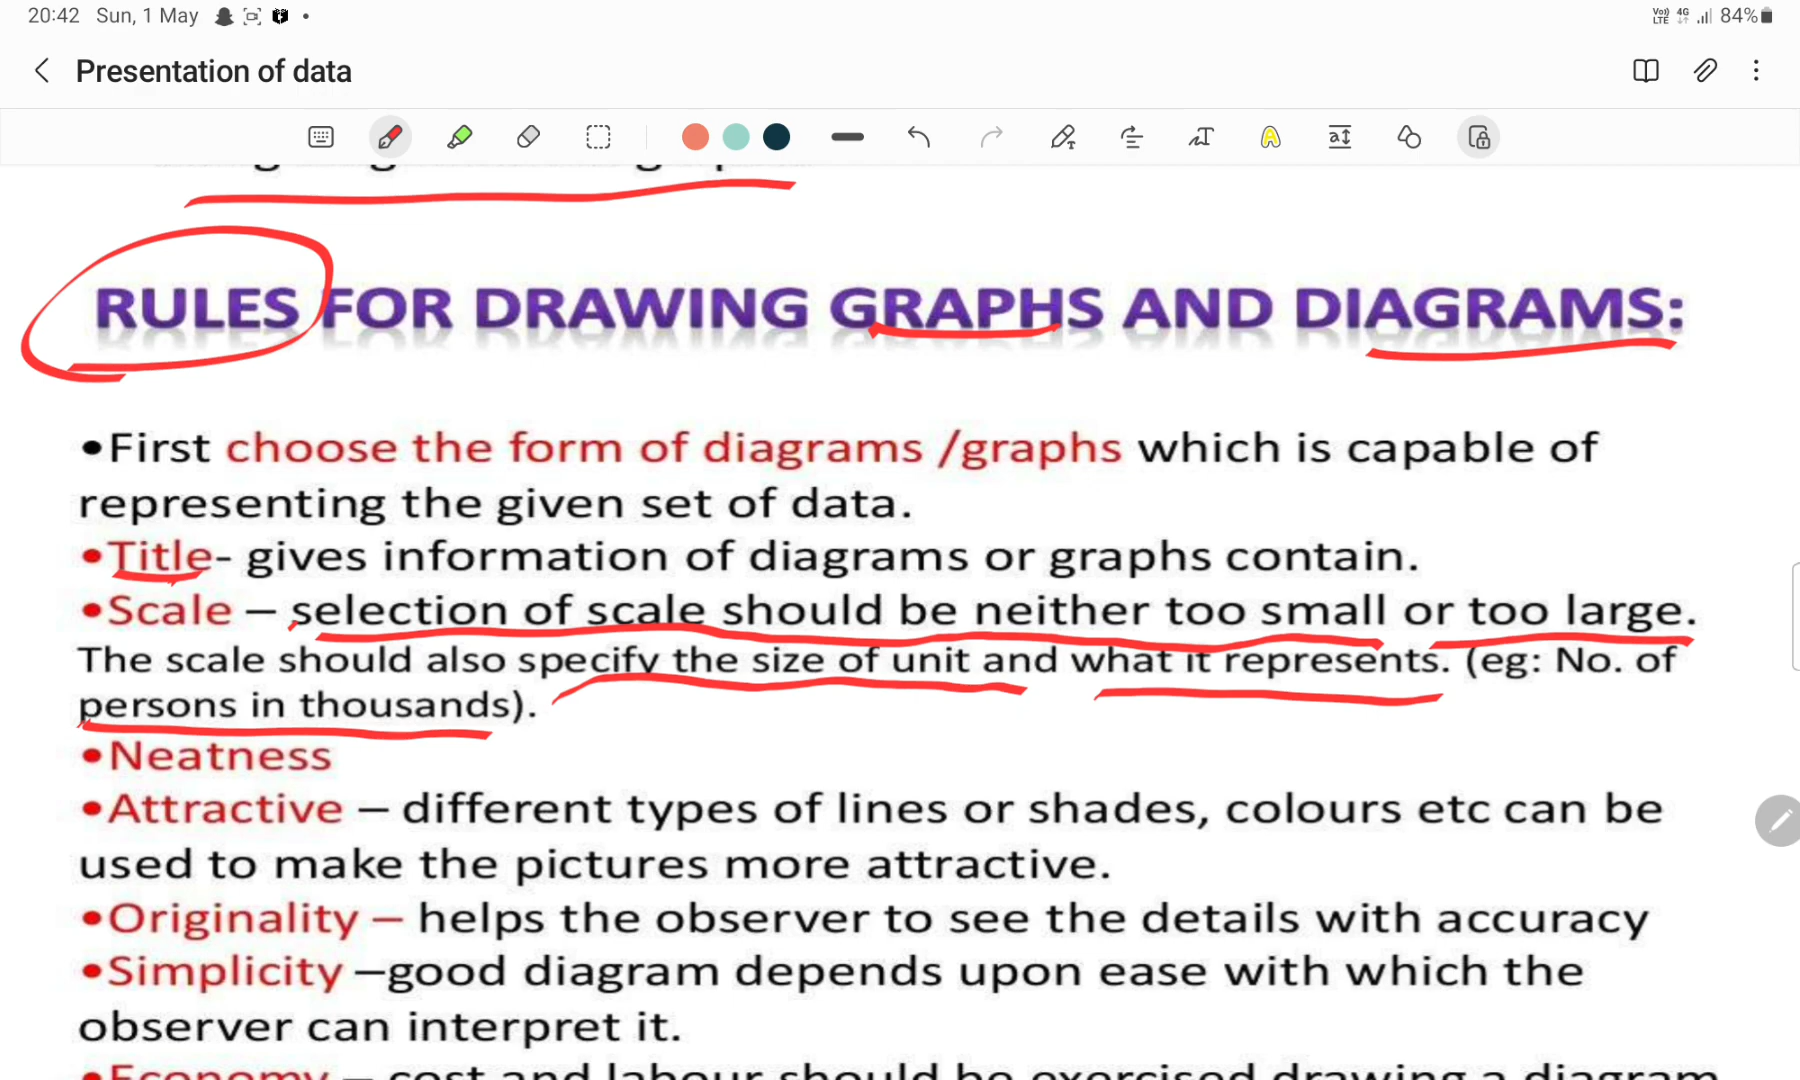 20:42 Sun, 1 May
Vo)) LTE 4G 84%
Presentation of data
RULES FOR DRAWING GRAPHS AND DIAGRAMS:
•First choose the form of diagrams /graphs which is capable of
representing the given set of data.
•Title- gives information of diagrams or graphs contain.
•Scale – selection of scale should be neither too small or too large.
The scale should also specify the size of unit and what it represents. (eg: No. of
persons in thousands).
•Neatness
•Attractive – different types of lines or shades, colours etc can be
used to make the pictures more attractive.
•Originality – helps the observer to see the details with accuracy
•Simplicity –good diagram depends upon ease with which the
observer can interpret it.
•Economy – cost and labour should be exercised drawing a diagram